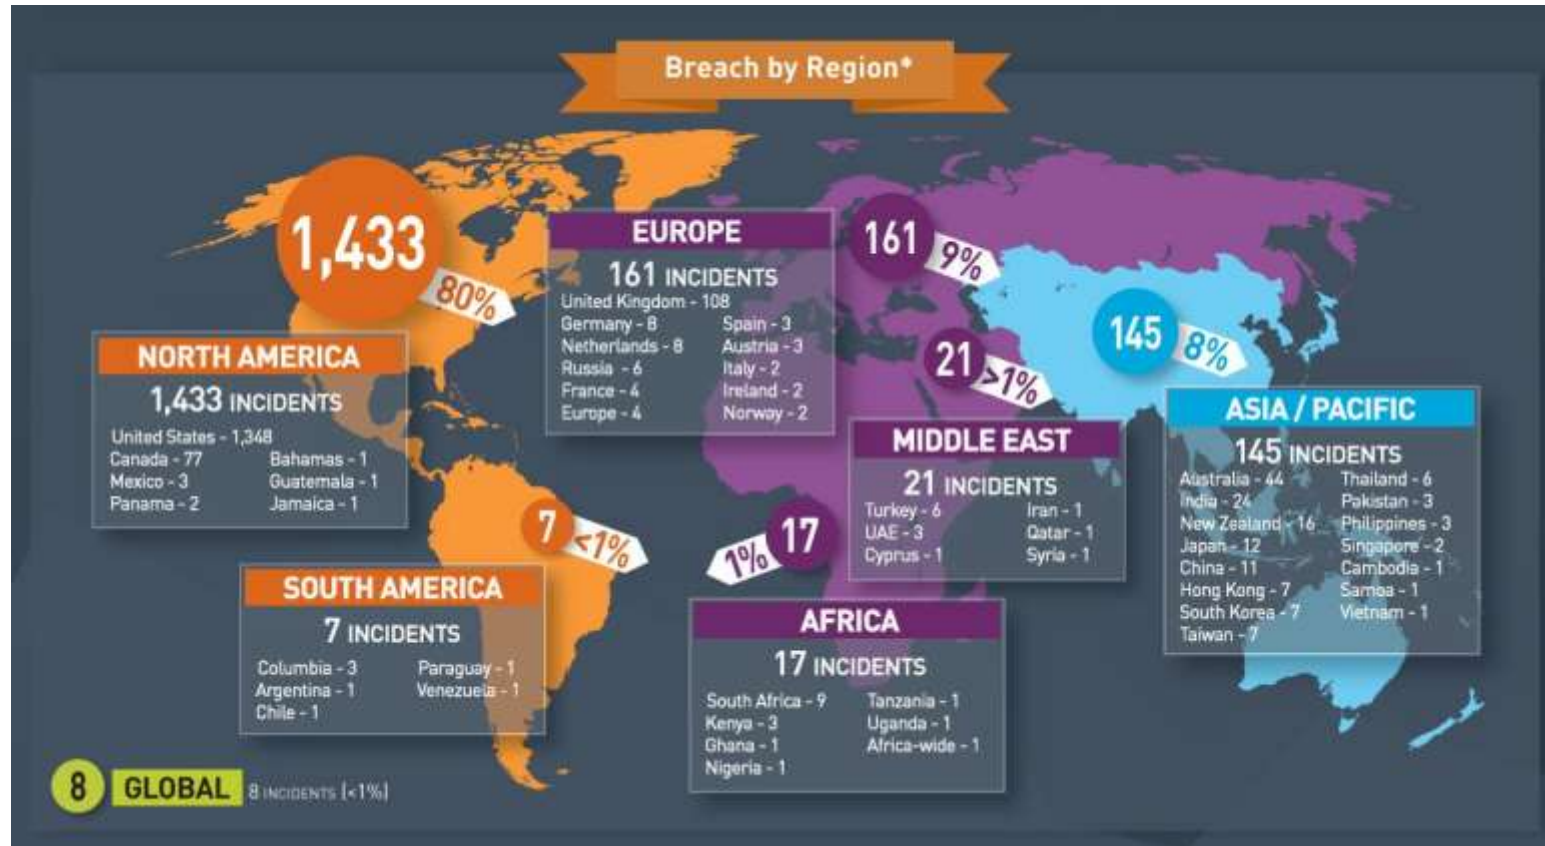 Breach by Region*
1,433
80%
NORTH AMERICA
1,433 INCIDENTS
United States - 1,348
Canada - 77
Mexico - 3
Panama - 2
Bahamas - 1
Guatemala - 1
Jamaica - 1
EUROPE
161 INCIDENTS
United Kingdom - 108
Germany - 8
Netherlands - 8
Russia - 6
France - 4
Europe - 4
Spain - 3
Austria - 3
Italy - 2
Ireland - 2
Norway - 2
161
9%
21
>1%
MIDDLE EAST
21 INCIDENTS
Turkey - 6
UAE - 3
Cyprus - 1
Iran - 1
Qatar - 1
Syria - 1
145
8%
ASIA / PACIFIC
145 INCIDENTS
Australia - 44
India - 24
New Zealand - 16
Japan - 12
China - 11
Hong Kong - 7
South Korea - 7
Taiwan - 7
Thailand - 6
Pakistan - 3
Philippines - 3
Singapore - 2
Cambodia - 1
Samoa - 1
Vietnam - 1
7
<1%
SOUTH AMERICA
7 INCIDENTS
Columbia - 3
Argentina - 1
Chile - 1
Paraguay - 1
Venezuela - 1
1%
17
AFRICA
17 INCIDENTS
South Africa - 9
Kenya - 3
Ghana - 1
Nigeria - 1
Tanzania - 1
Uganda - 1
Africa-wide - 1
8 GLOBAL 8 INCIDENTS (<1%)